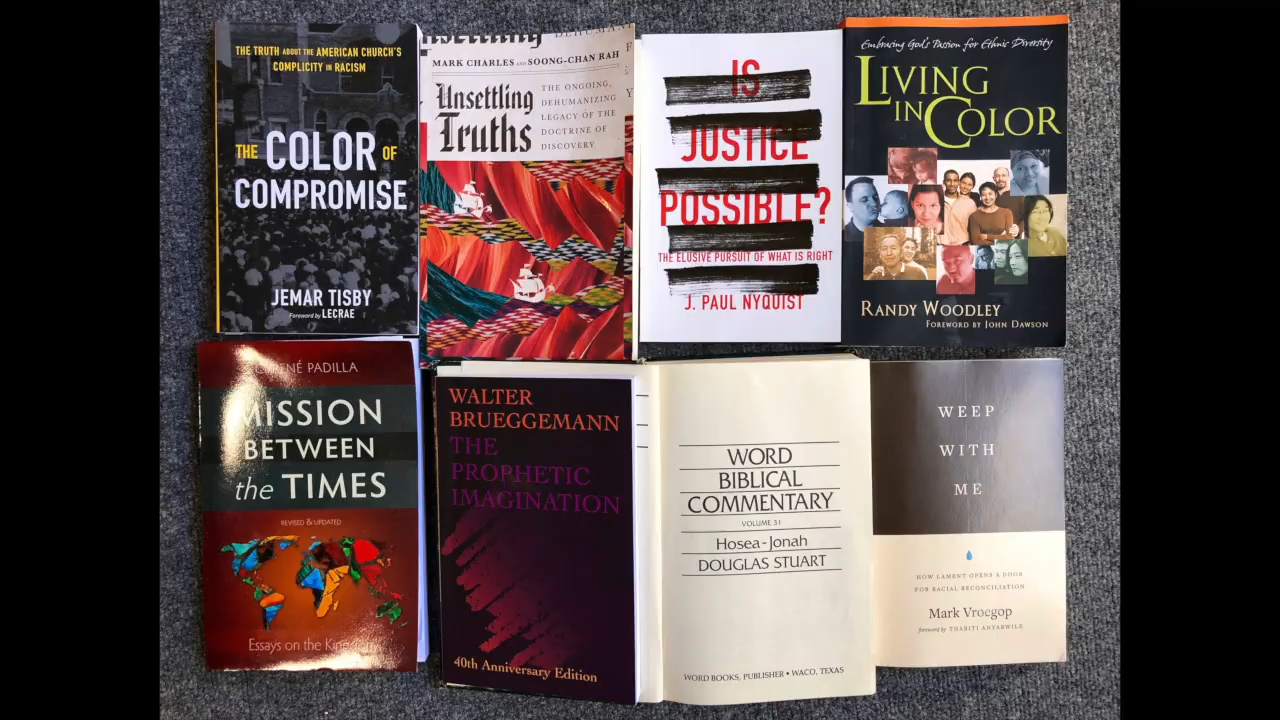 THE TRUTH ABOUT THE AMERICAN CHURCH'S
COMPLICITY IN RACISM
THE COLOR OF
COMPROMISE
JEMAR TISBY
Foreword by LECRAE
MARK CHARLES AND SOONG-CHAN RAH
Unsettling
Truths
THE ONGOING,
DEHUMANIZING
LEGACY OF THE
DOCTRINE OF
DISCOVERY
IS
JUSTICE
POSSIBLE?
THE ELUSIVE PURSUIT OF WHAT IS RIGHT
J. PAUL NYQUIST
Embracing God's Passion for Ethnic Diversity
LIVING
IN COLOR
RANDY WOODLEY
FOREWORD BY JOHN DAWSON
PADILLA
MISSION
BETWEEN
the TIMES
REVISED & UPDATED
Essays on the
WALTER
BRUEGGEMANN
THE
PROPHETIC
IMAGINATION
40th Anniversary Edition
WORD
BIBLICAL
COMMENTARY
VOLUME 31
Hosea-Jonah
DOUGLAS STUART
WORD BOOKS, PUBLISHER • WACO, TEXAS
WEEP
WITH
ME
HOW LAMENT OPENS A DOOR
FOR RACIAL RECONCILIATION
Mark Vroegop
foreword by THABITI ANYABWILE